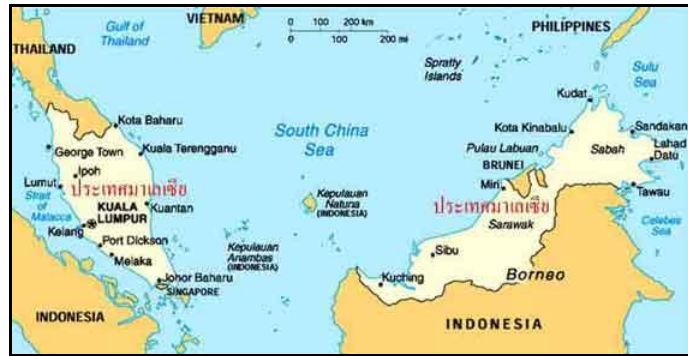 VIETNAM
PHILIPPINES
THAILAND
Gulf of
Thailand
0 100 200 km
0 100 200 mi
Spratly
Islands
Sulu
Sea
Kudat
Kota Baharu
South China
Sea
Kota Kinabalu
Sandakan
George Town
Kuala Terengganu
Pulau Labuan
Sabah
Lahad
Datu
Ipoh
BRUNEI
Lumut
ประเทศมาเลเซีย
Miri
Tawau
Strait
of
Malacca
KUALA
LUMPUR
Kuantan
Kepulauan
Natuna
(INDONESIA)
ประเทศมาเลเซีย
Sarawak
Celebes
Sea
Kelang
Port Dickson
Melaka
Kepulauan
Anambas
(INDONESIA)
Sibu
Johor Baharu
SINGAPORE
Kuching
Borneo
INDONESIA
INDONESIA